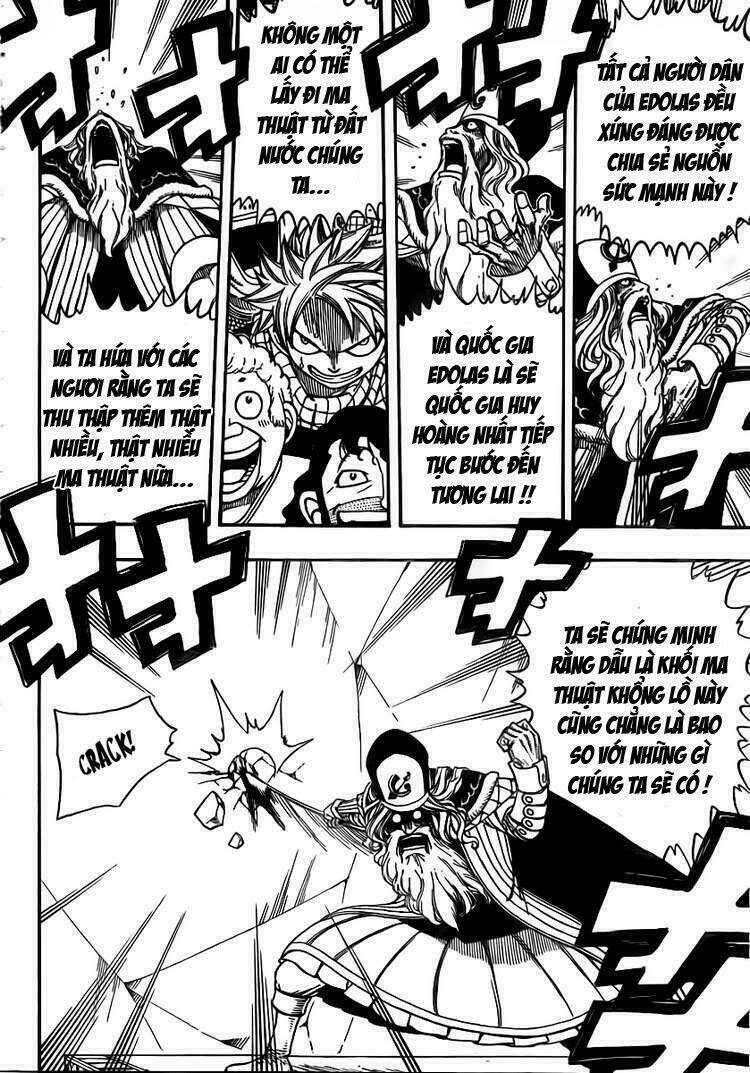 TẤT CẢ NGƯỜI DÂN
CỦA EDOLAS ĐỀU
XỨNG ĐÁNG ĐƯỢC
CHIA SẺ NGUỒN
SỨC MẠNH NÀY !
VÀ QUỐC GIA
EDOLAS LÀ SẼ
QUỐC GIA HUY
HOÀNG NHẤT TIẾP
TỤC BƯỚC ĐẾN
TƯƠNG LAI !!
KHÔNG MỘT
AI CÓ THỂ
LẤY ĐI MA
THUẬT TỪ ĐẤT
NƯỚC CHÚNG
TA...
VÀ TA HỨA VỚI CÁC
NGƯƠI RẰNG TA SẼ
THU THẬP THÊM THẬT
NHIỀU, THẬT NHIỀU
MA THUẬT NỮA...
TA SẼ CHỨNG MINH
RẰNG DẪU LÀ KHỐI MA
THUẬT KHỔNG LỒ NÀY
CŨNG CHẲNG LÀ BAO
SO VỚI NHỮNG GÌ
CHÚNG TA SẼ CÓ !
CRACK!